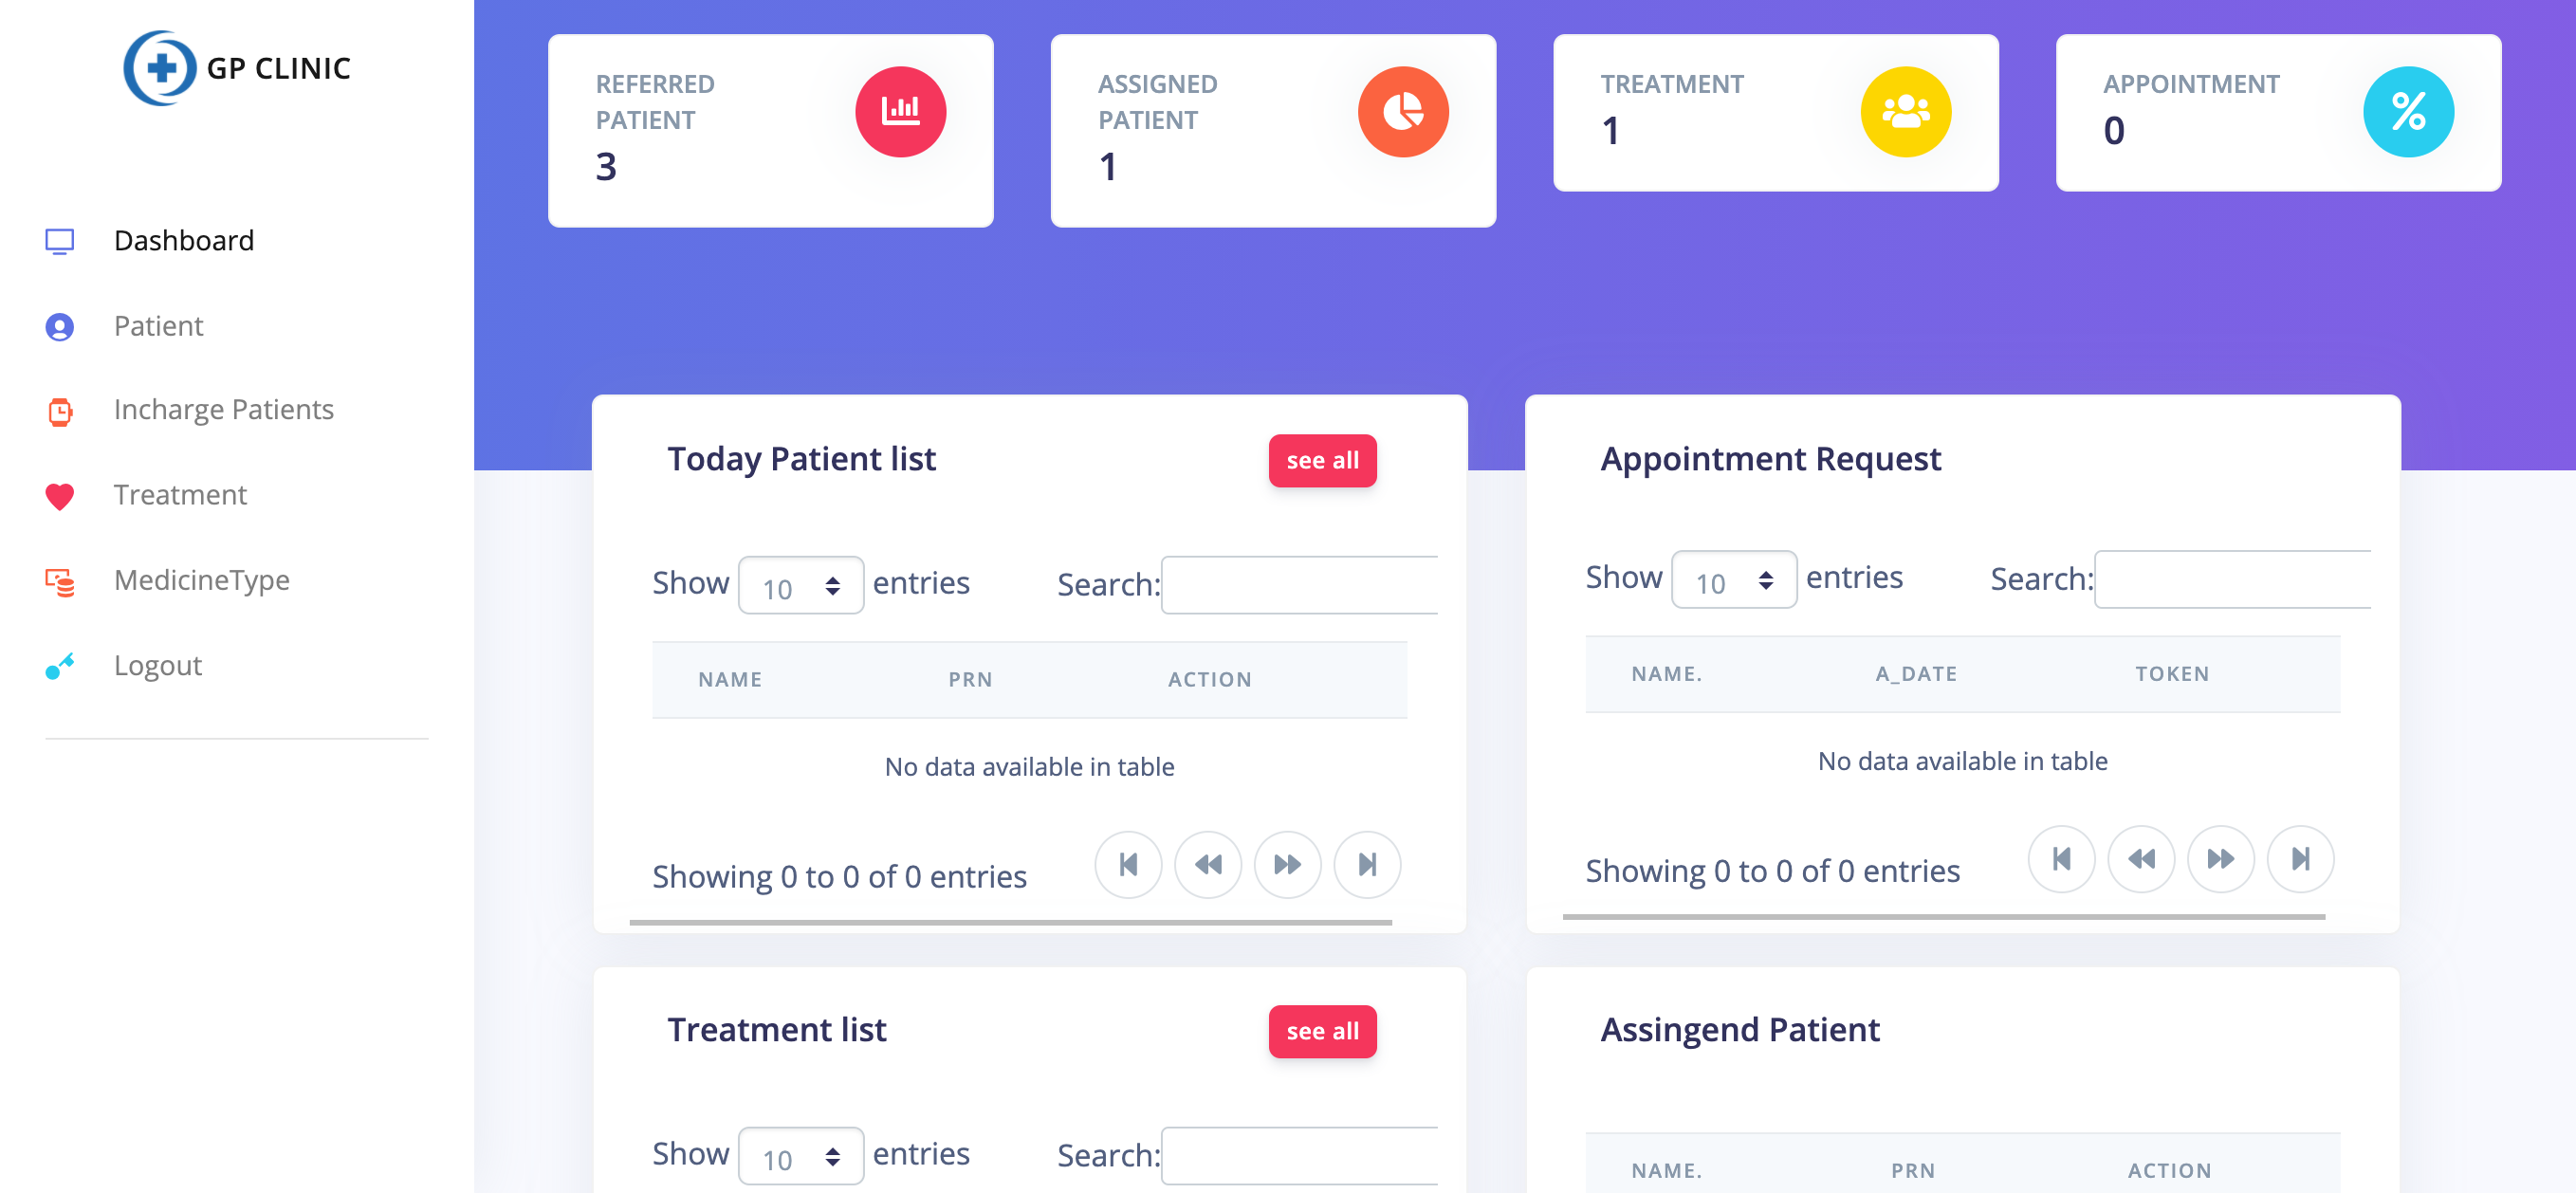 GP CLINIC
Dashboard
Patient
Incharge Patients
Treatment
MedicineType
Logout
REFERRED
PATIENT
3
ASSIGNED
PATIENT
1
TREATMENT
1
APPOINTMENT
0
Today Patient list
see all
Show 10 entries
Search:
NAME PRN ACTION
No data available in table
Showing 0 to 0 of 0 entries
Appointment Request
Show 10 entries
Search:
NAME. A_DATE TOKEN
No data available in table
Showing 0 to 0 of 0 entries
Treatment list
see all
Show 10 entries
Search:
Assingend Patient
NAME. PRN ACTION